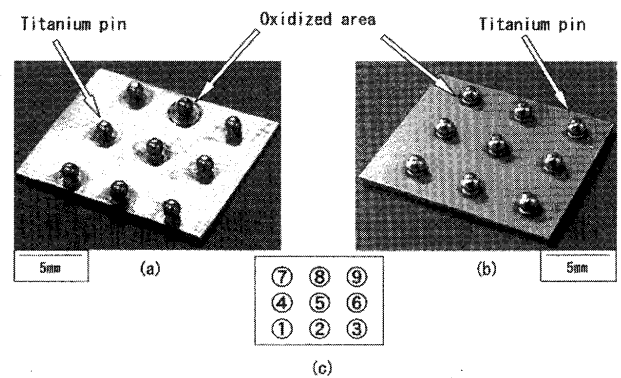 Titanium pin
Oxidized area
Titanium pin
5mm
(a)
(b)
5mm
⑦ ⑧ ⑨
④ ⑤ ⑥
① ② ③
(c)